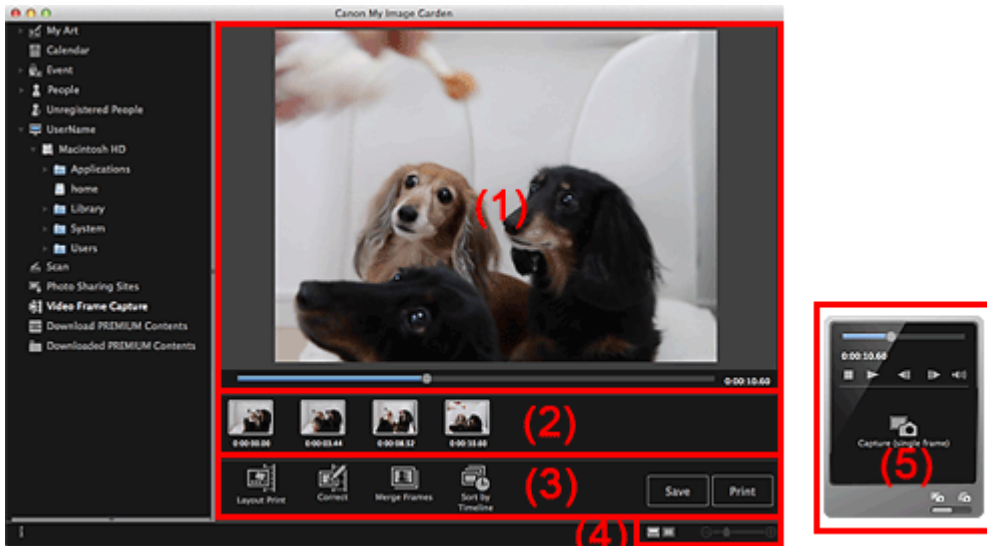 Canon My Image Garden
My Art
Calendar
Event
People
Unregistered People
UserName
Macintosh HD
Applications
home
Library
System
Users
Scan
Photo Sharing Sites
Video Frame Capture
Download PREMIUM Contents
Downloaded PREMIUM Contents
(1)
0:00:10.60
0:00:00.00
0:00:03.44
0:00:08.52
0:00:10.60
(2)
Layout Print
Correct
Merge Frames
Sort by
Timeline
(3)
Save
Print
(4)
0:00:10.60
Capture (single frame)
(5)